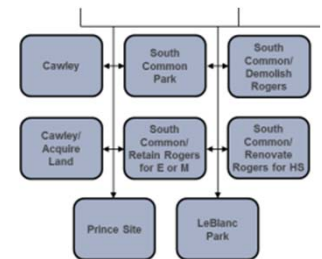 Cawley
South
Common
Park
South
Common/
Demolish
Rogers
Cawley/
Acquire
Land
South
Common/
Retain Rogers
for E or M
South
Common/
Renovate
Rogers for HS
Prince Site
LeBlanc
Park